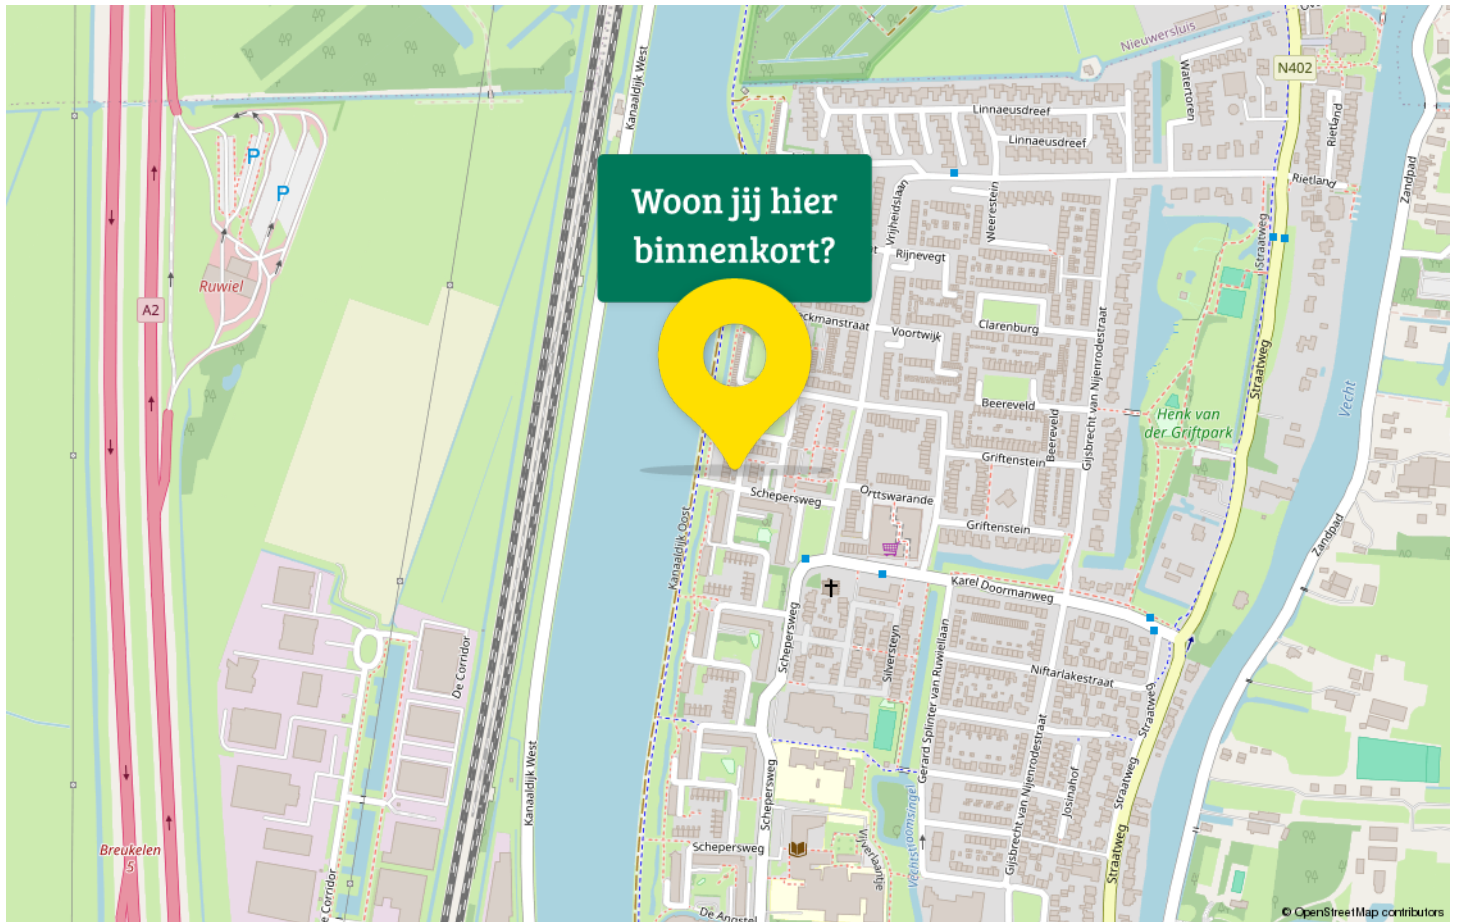 Nieuwersluis
N402
Kanaaldijk West
Watertoren
Linnaeusdreef
Rietland
Linnaeusdreef
P
P
Woon jij hier
binnenkort?
Vrijheidslaan
Weerestein
Rietland
Zandpad
Straatweg
Rijnevegt
Ruwiel
A2
Clarenburg
Voortwijk
Gijsbrecht van Nijenrodestraat
Straatweg
Vecht
Beereveld
Beereveld
Henk van
der Griftpark
Griftenstein
Schepersweg
Orttswarande
Griftenstein
Kanaaldijk Oost
Zandpad
Karel Doormanweg
Schepersweg
Silversteyn
Gerard Splinter van Ruwiellaan
De Corridor
Niftarlakestraat
Straatweg
Kanaaldijk West
Schepersweg
Gijsbrecht van Nijenrodestraat
Josinahof
Straatweg
Breukelen
5
Schepersweg
Vijverlaantje
Vechtstroomsingel
Straatweg
De Angstel
© OpenStreetMap contributors